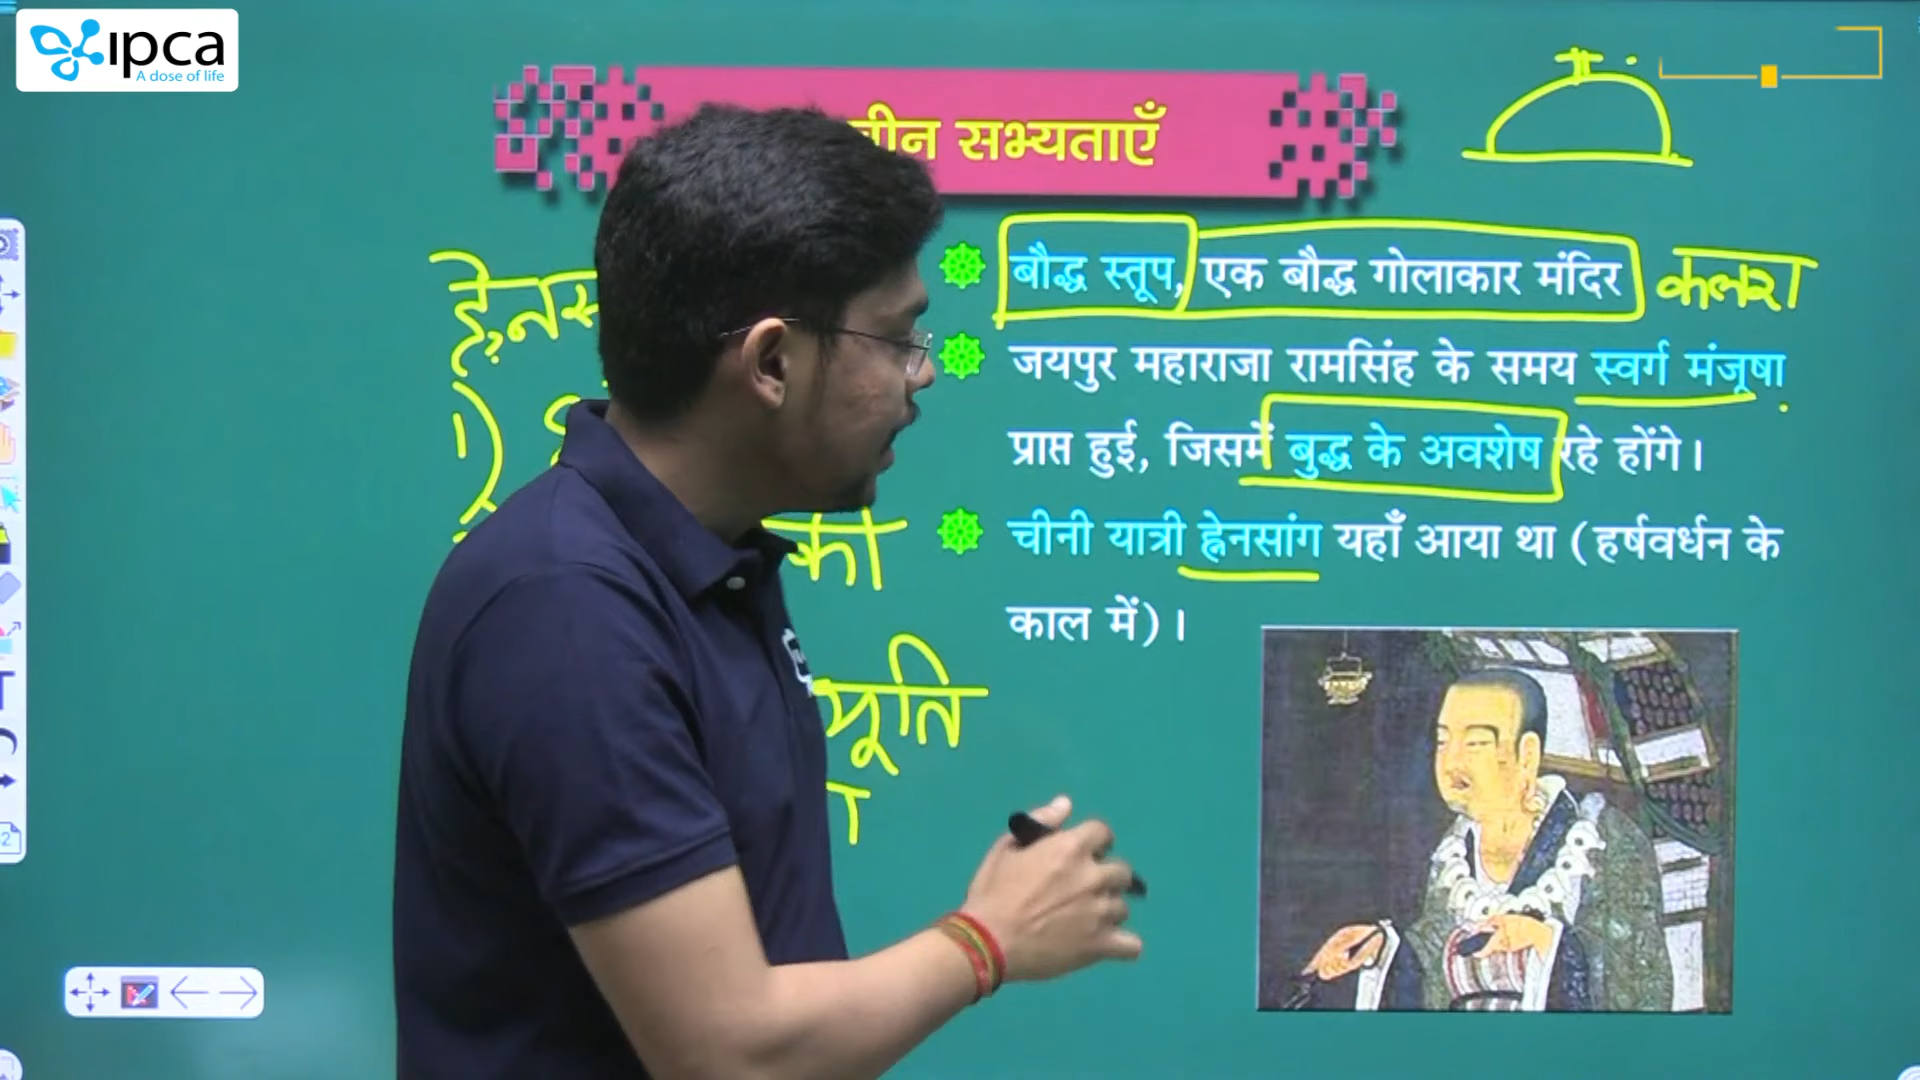 ipca
A dose of life
सभ्यताएँ
बौद्ध स्तूप, एक बौद्ध गोलाकार मंदिर
कलश
जयपुर महाराजा रामसिंह के समय स्वर्ग मंजूषा
प्राप्त हुई, जिसमें बुद्ध के अवशेष रहे होंगे।
चीनी यात्री ह्वेनसांग यहाँ आया था (हर्षवर्धन के
काल में)।
1)
का
मूर्ति